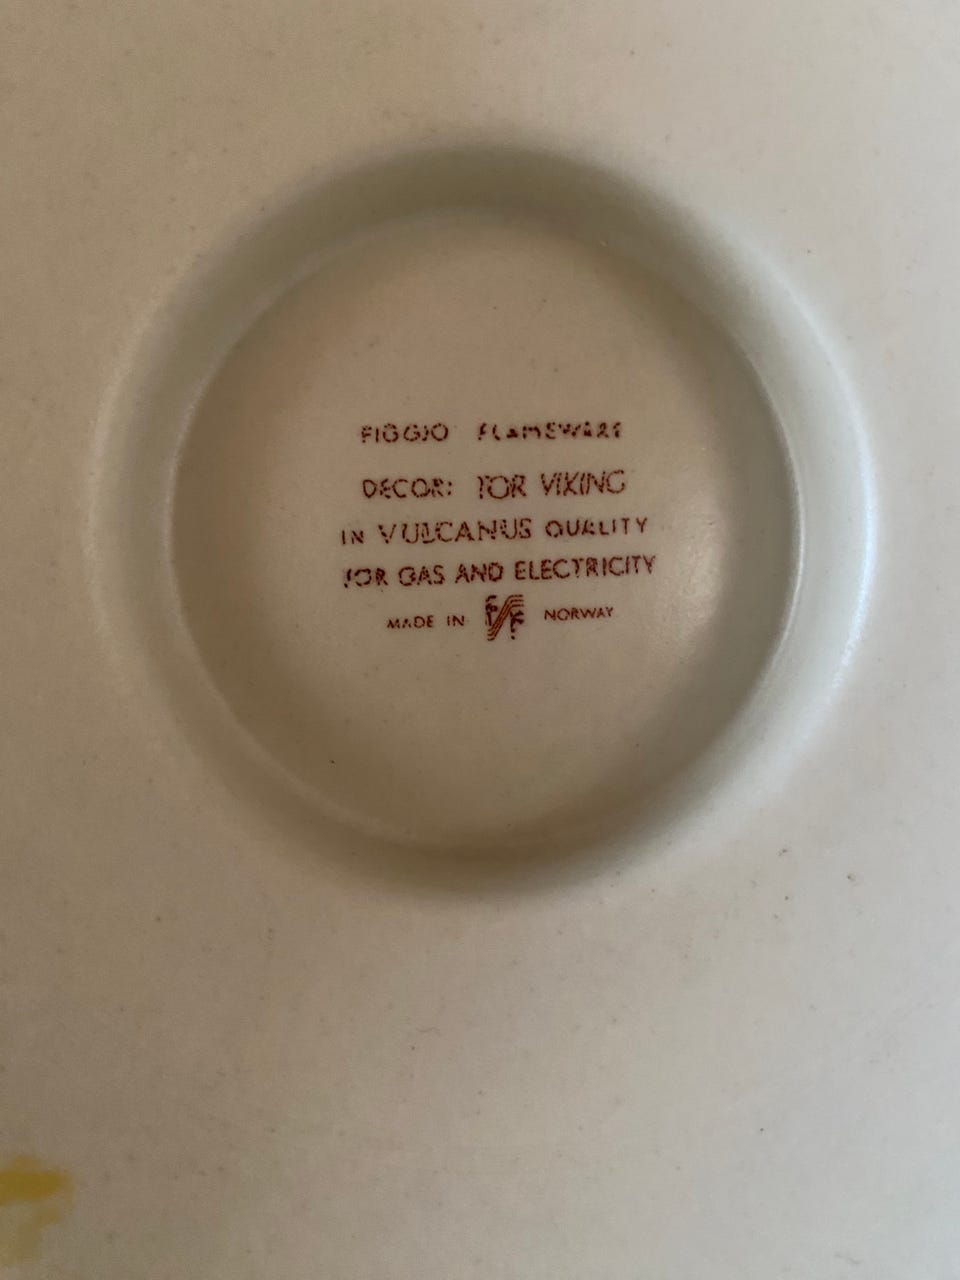 FIGGJO FLAMEWARE
DECOR: TOR VIKING
IN VULCANUS QUALITY
FOR GAS AND ELECTRICITY
MADE IN NORWAY